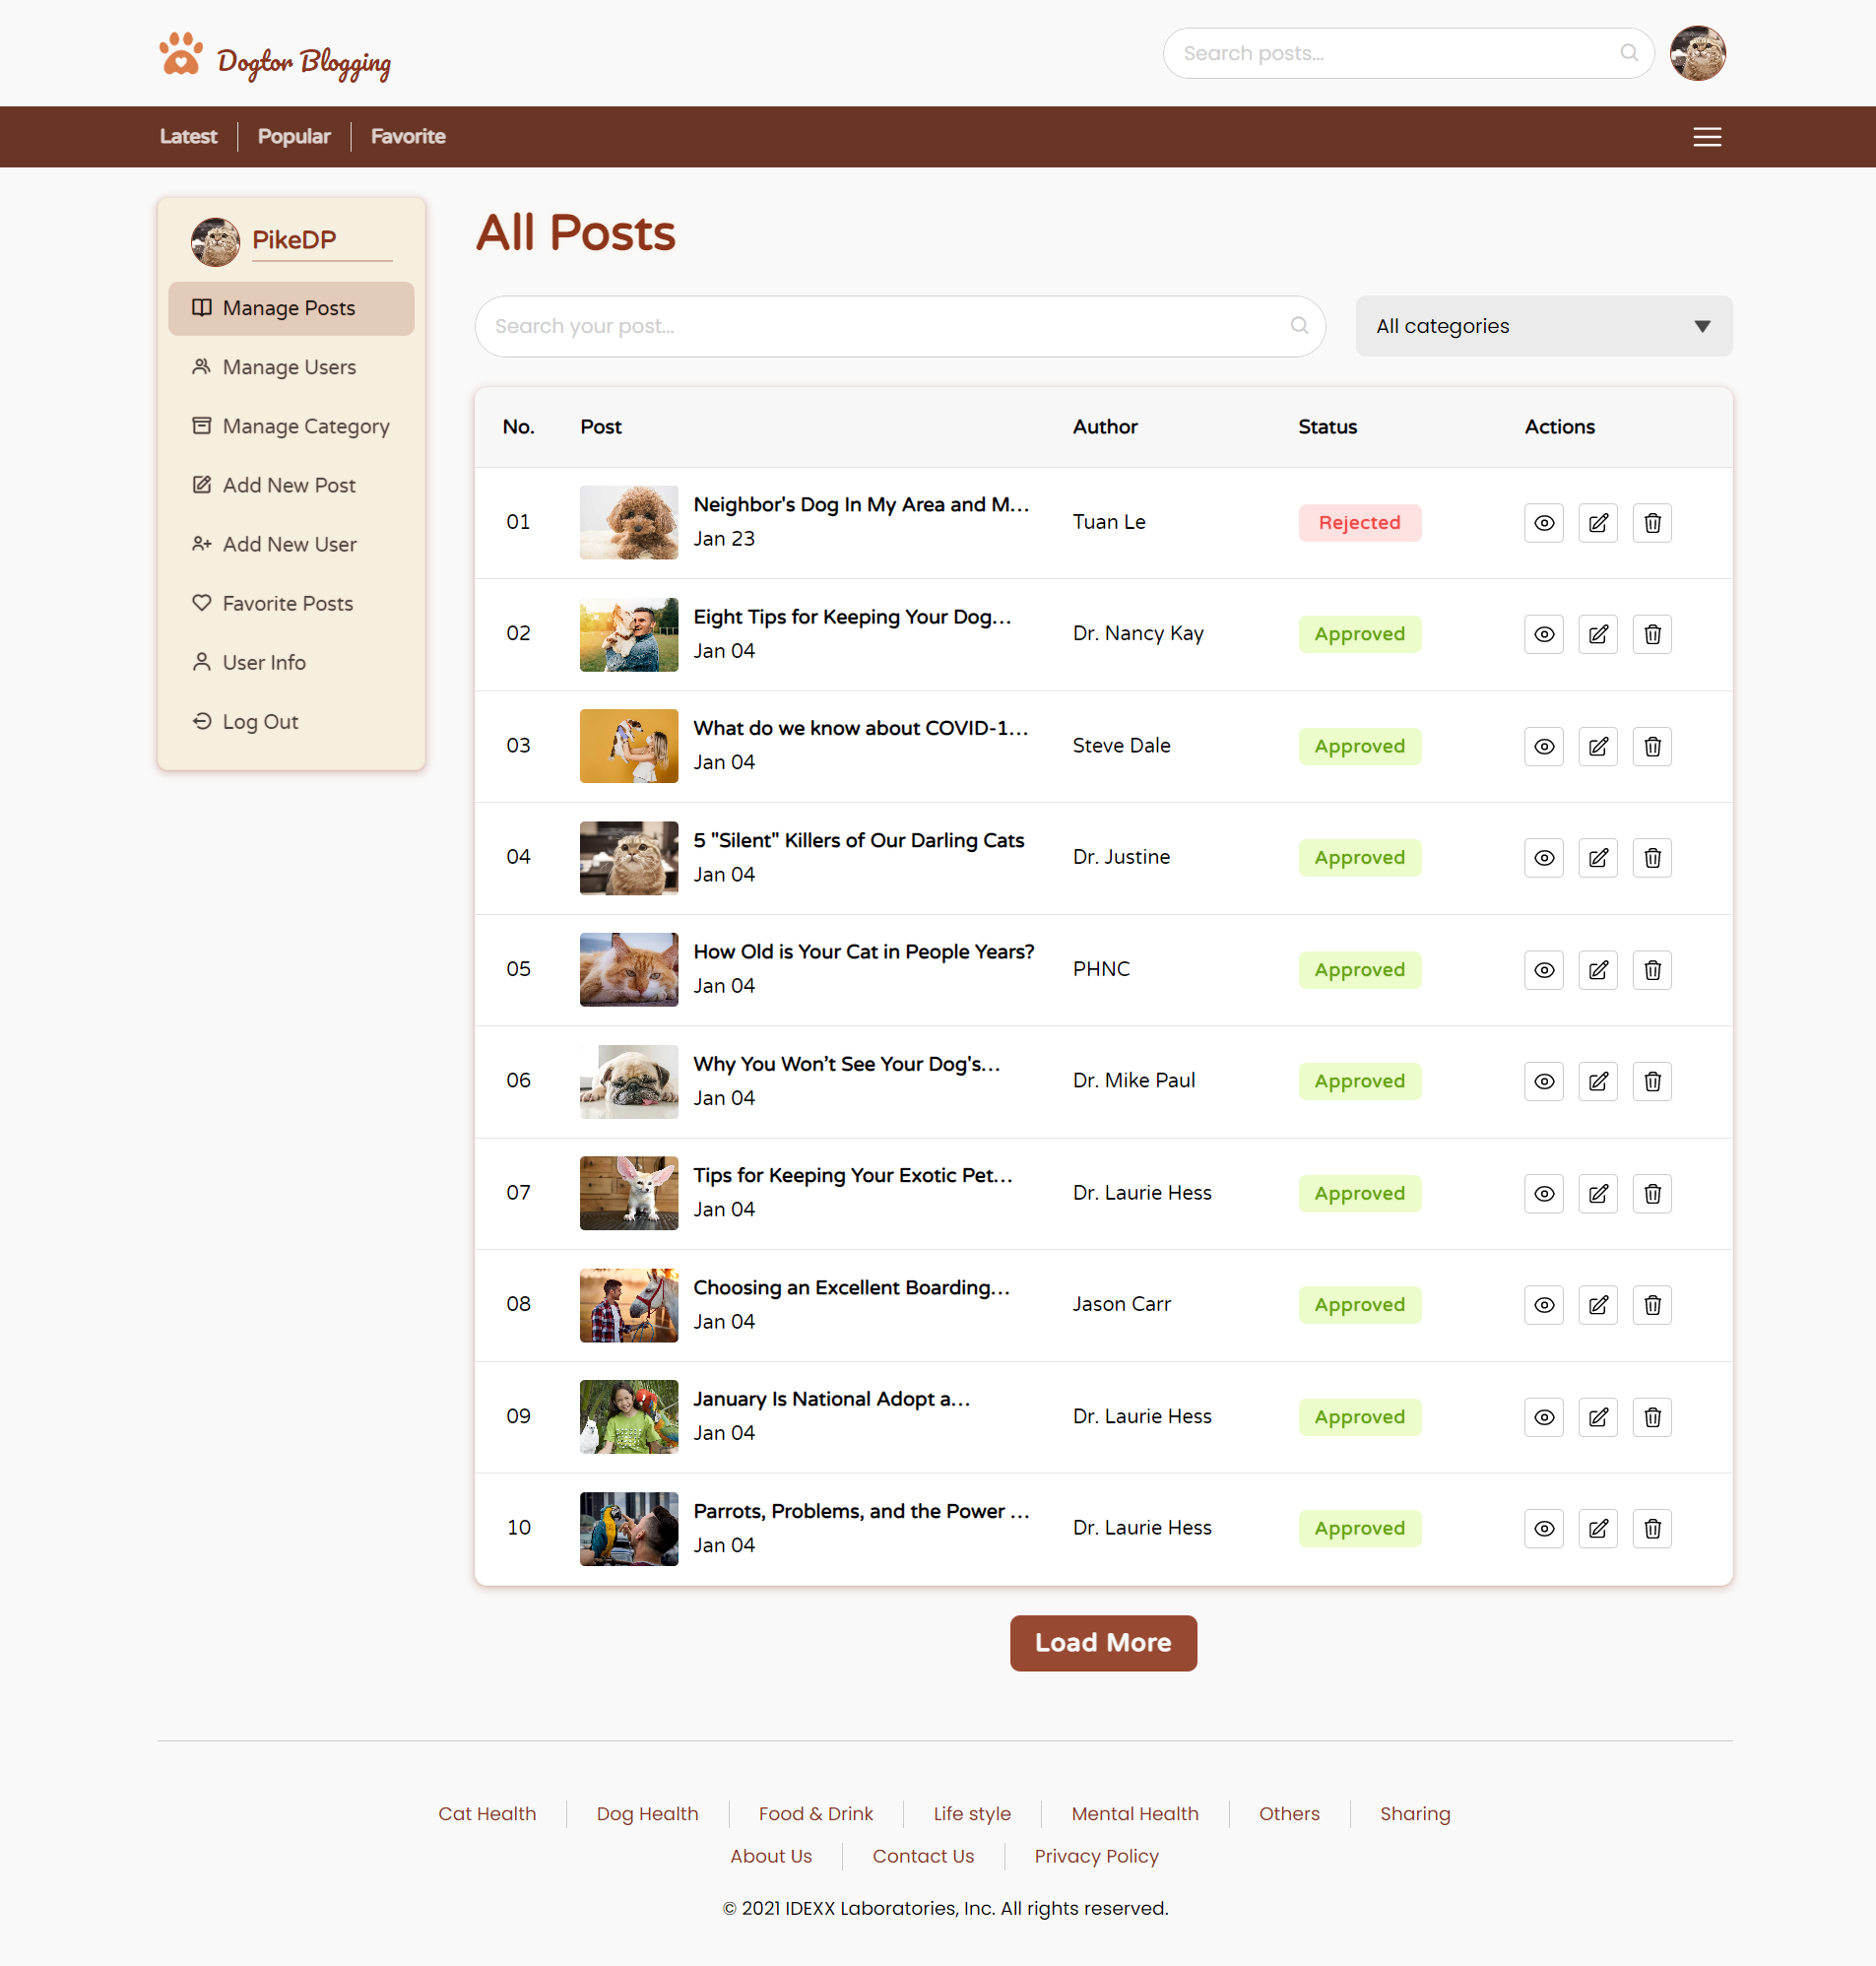 Dogtor Blogging
Search posts...
Latest
Popular
Favorite
PikeDP
Manage Posts
Manage Users
Manage Category
Add New Post
Add New User
Favorite Posts
User Info
Log Out
All Posts
Search your post...
All categories
No. Post Author Status Actions
01 Neighbor's Dog In My Area and M... Tuan Le Rejected
Jan 23
02 Eight Tips for Keeping Your Dog... Dr. Nancy Kay Approved
Jan 04
03 What do we know about COVID-1... Steve Dale Approved
Jan 04
04 5 "Silent" Killers of Our Darling Cats Dr. Justine Approved
Jan 04
05 How Old is Your Cat in People Years? PHNC Approved
Jan 04
06 Why You Won’t See Your Dog's... Dr. Mike Paul Approved
Jan 04
07 Tips for Keeping Your Exotic Pet... Dr. Laurie Hess Approved
Jan 04
08 Choosing an Excellent Boarding... Jason Carr Approved
Jan 04
09 January Is National Adopt a... Dr. Laurie Hess Approved
Jan 04
10 Parrots, Problems, and the Power ... Dr. Laurie Hess Approved
Jan 04
Load More
Cat Health Dog Health Food & Drink Life style Mental Health Others Sharing
About Us Contact Us Privacy Policy
© 2021 IDEXX Laboratories, Inc. All rights reserved.